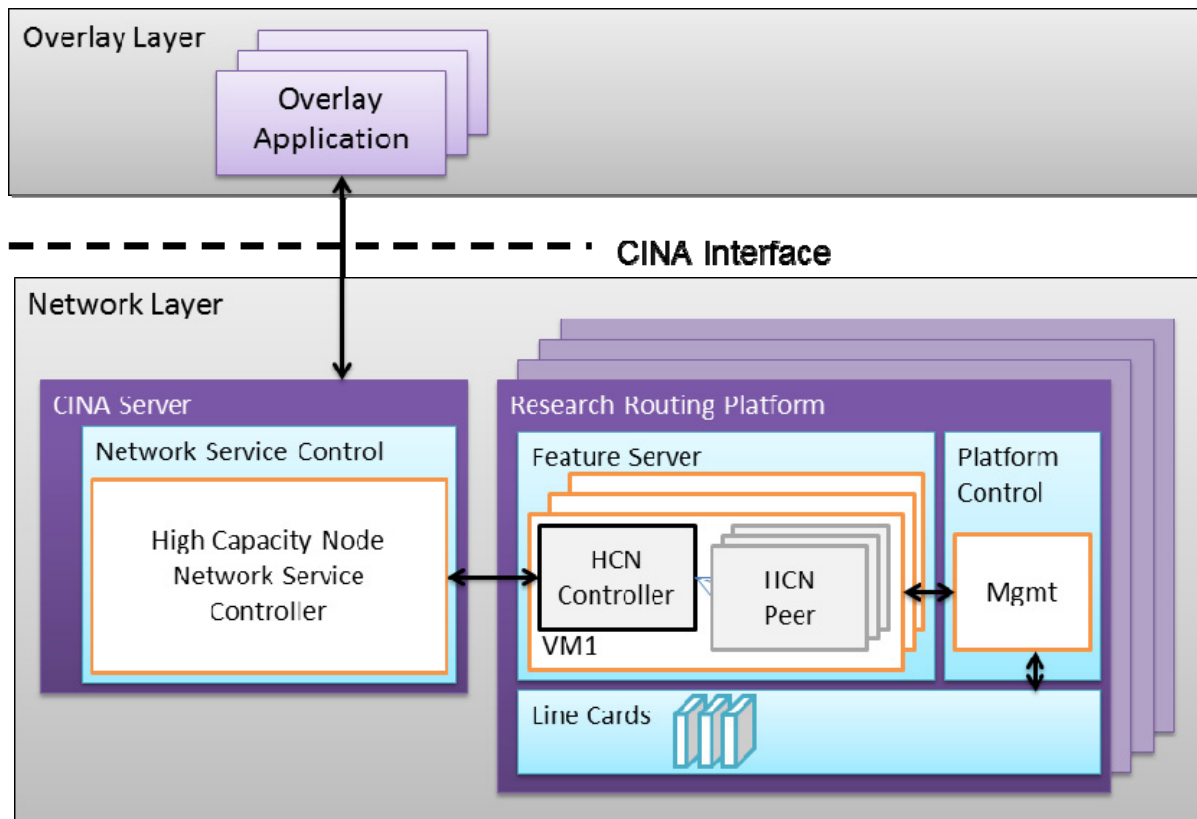 Overlay Layer
Overlay
Application
CINA Interface
Network Layer
CINA Server
Network Service Control
High Capacity Node
Network Service
Controller
Research Routing Platform
Feature Server
HCN
Controller
HCN
Peer
VM1
Platform
Control
Mgmt
Line Cards